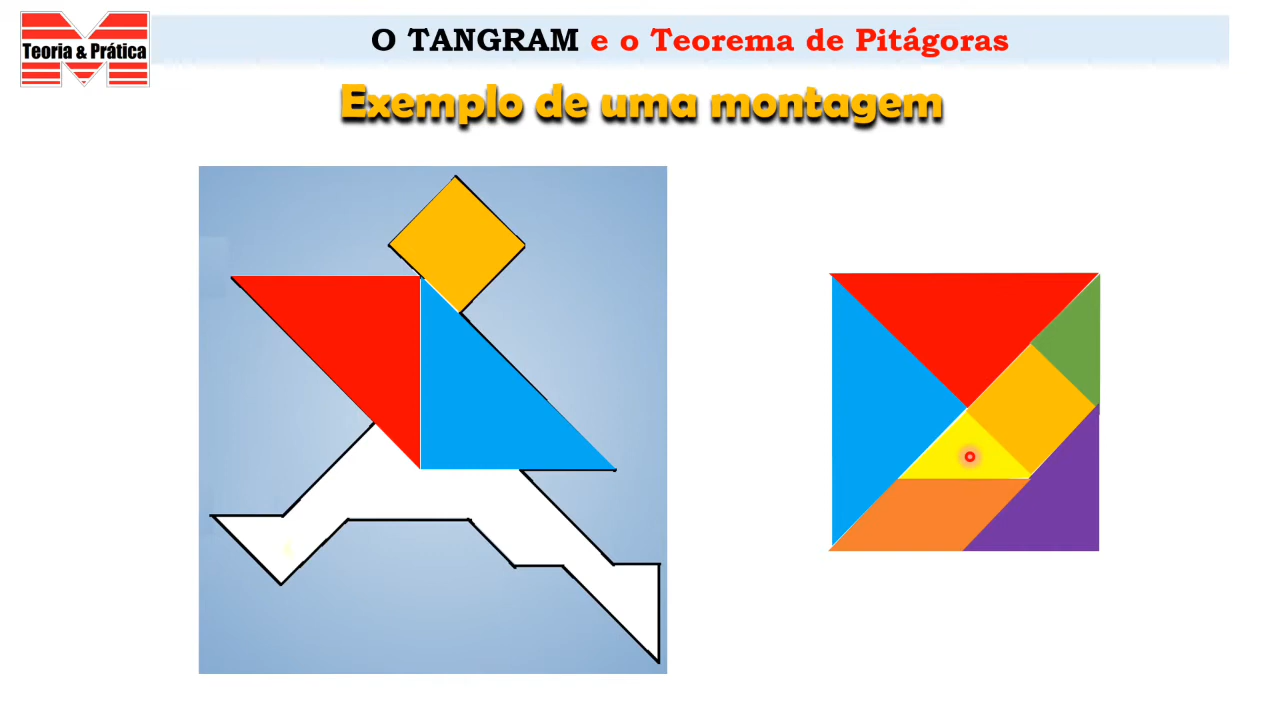 O TANGRAM e o Teorema de Pitágoras
Teoria & Prática
Exemplo de uma montagem